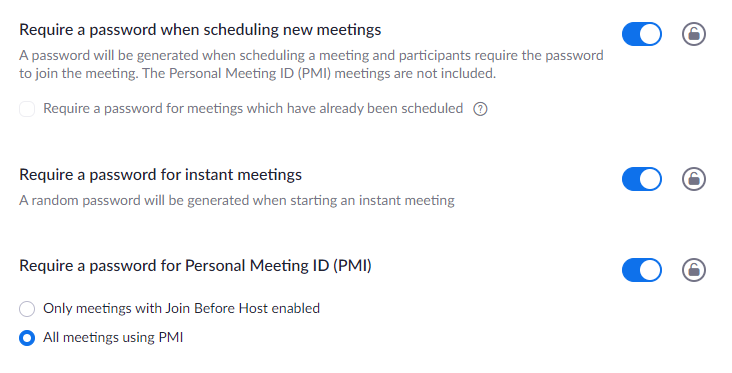 Require a password when scheduling new meetings
A password will be generated when scheduling a meeting and participants require the password
to join the meeting. The Personal Meeting ID (PMI) meetings are not included.
Require a password for meetings which have already been scheduled ?
Require a password for instant meetings
A random password will be generated when starting an instant meeting
Require a password for Personal Meeting ID (PMI)
Only meetings with Join Before Host enabled
All meetings using PMI